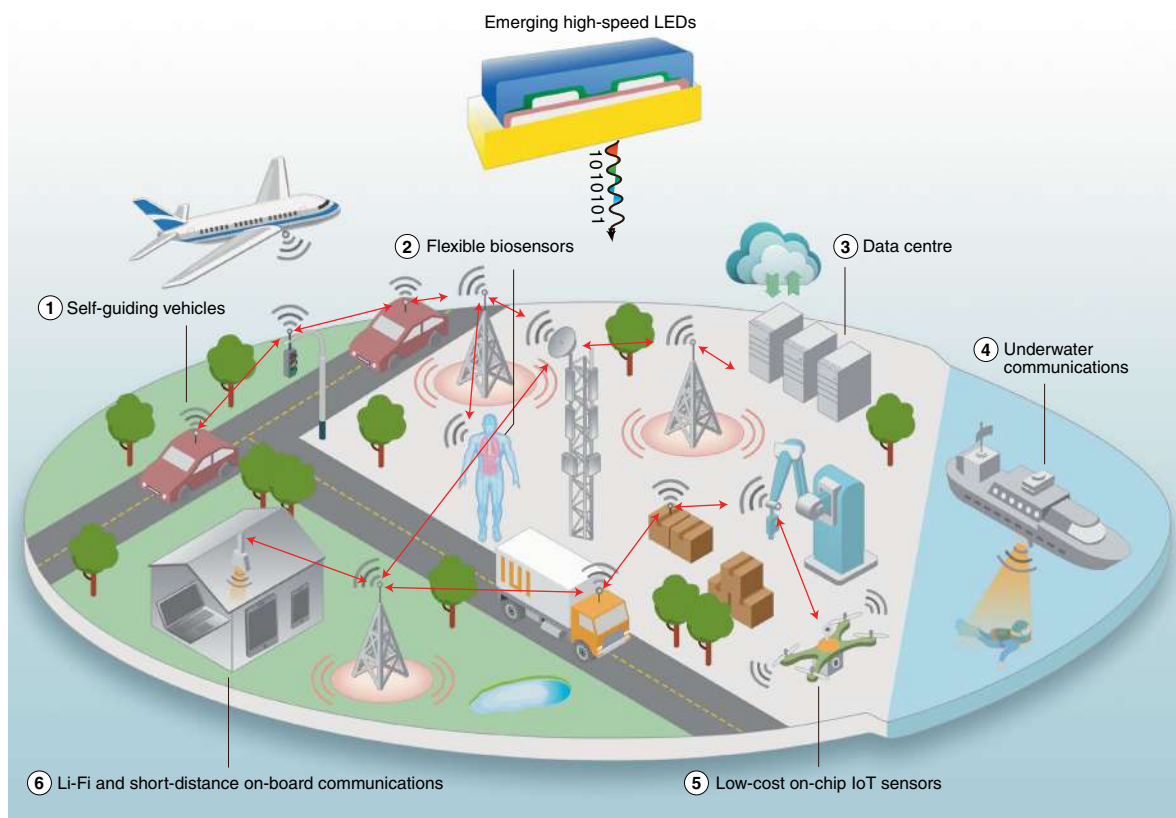 Emerging high-speed LEDs
1010101
2 Flexible biosensors
3 Data centre
1 Self-guiding vehicles
4 Underwater
communications
6 Li-Fi and short-distance on-board communications
5 Low-cost on-chip IoT sensors